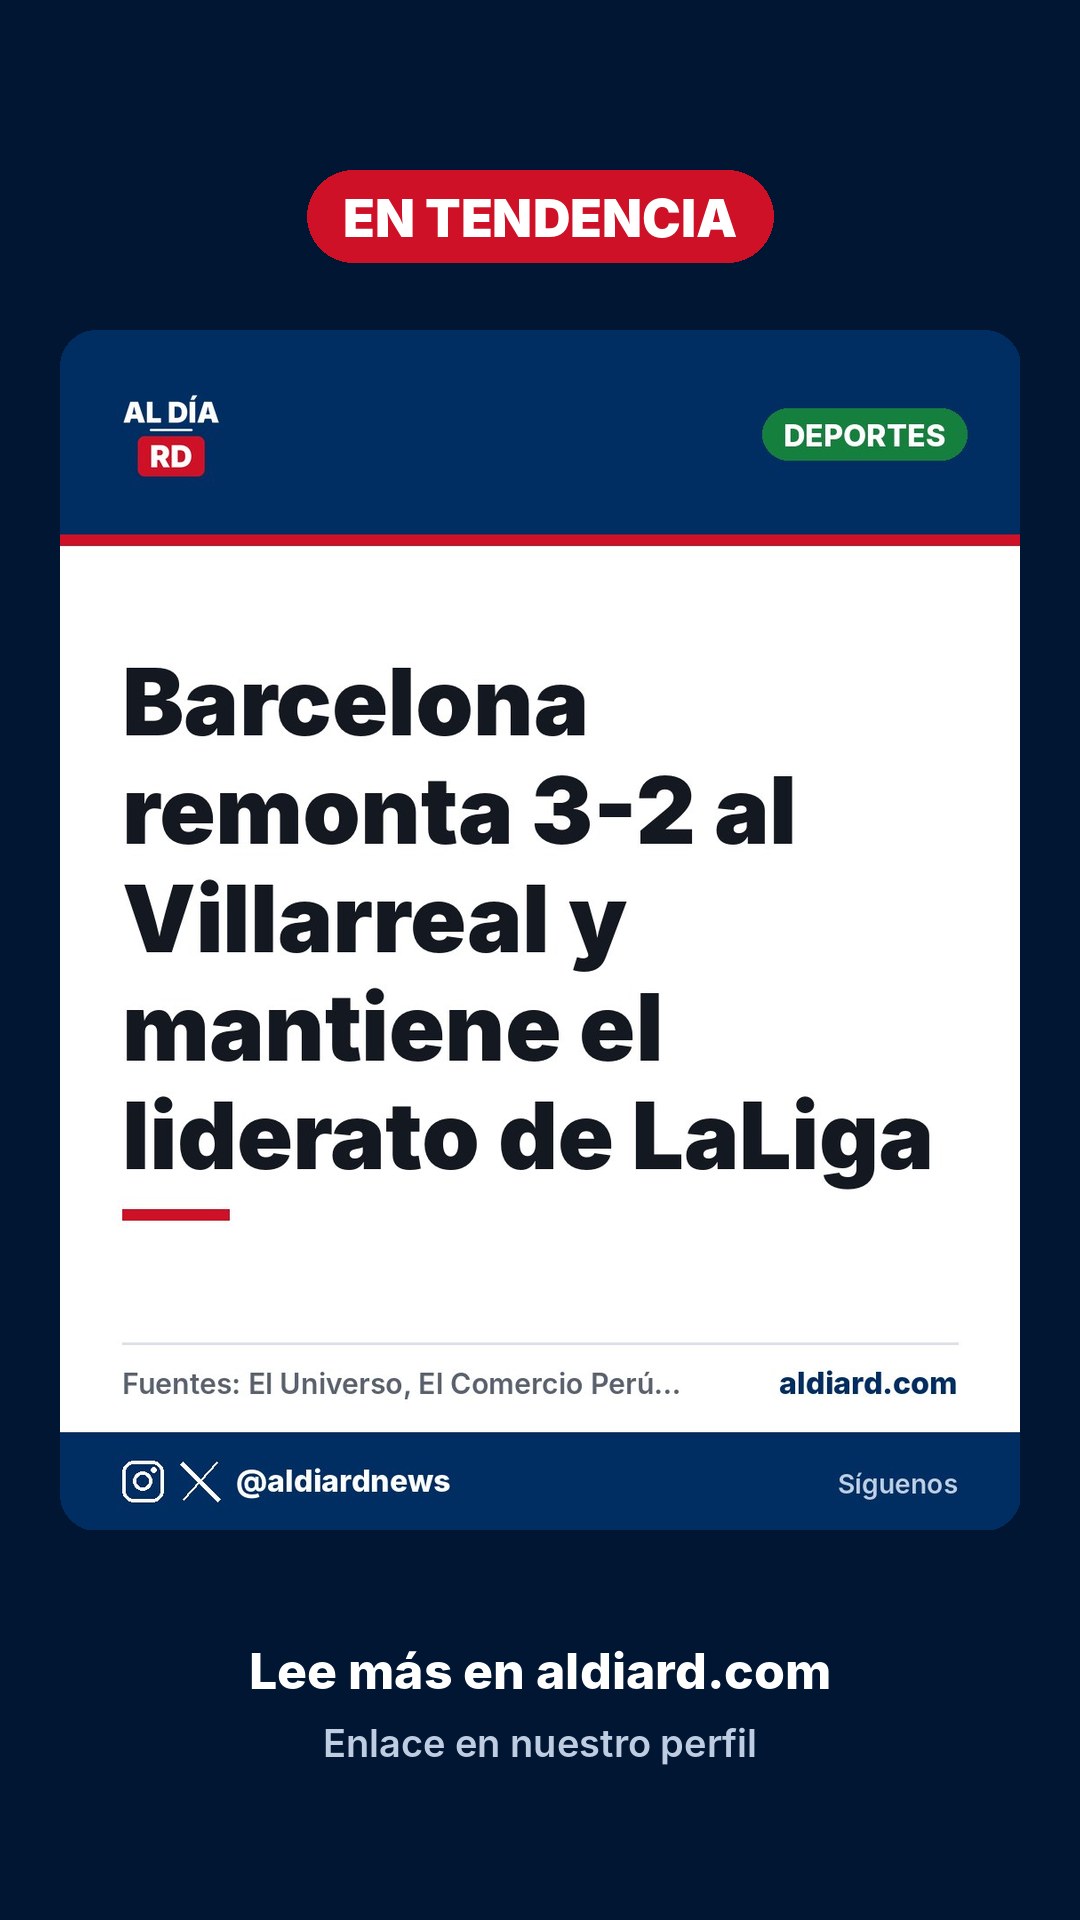 EN TENDENCIA
AL DÍA
RD
DEPORTES
Barcelona
remonta 3-2 al
Villarreal y
mantiene el
liderato de LaLiga
Fuentes: El Universo, El Comercio Perú...
aldiard.com
@aldiardnews
Síguenos
Lee más en aldiard.com
Enlace en nuestro perfil